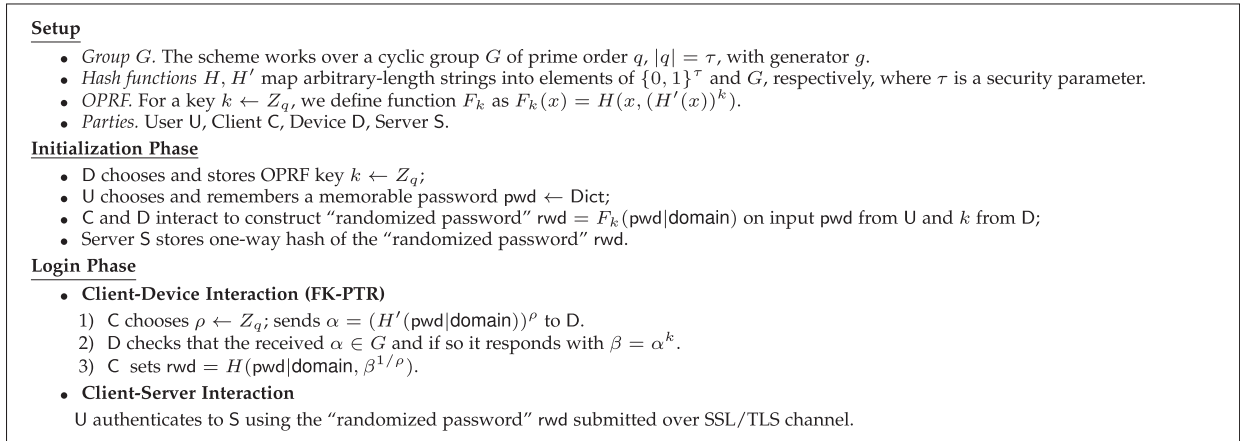 Setup
• Group G. The scheme works over a cyclic group G of prime order q, |q| = τ, with generator g.
• Hash functions H, H′ map arbitrary-length strings into elements of {0, 1}^τ and G, respectively, where τ is a security parameter.
• OPRF. For a key k ← Z_q, we define function F_k as F_k(x) = H(x, (H′(x))^k).
• Parties. User U, Client C, Device D, Server S.
Initialization Phase
• D chooses and stores OPRF key k ← Z_q;
• U chooses and remembers a memorable password pwd ← Dict;
• C and D interact to construct “randomized password” rwd = F_k(pwd|domain) on input pwd from U and k from D;
• Server S stores one-way hash of the “randomized password” rwd.
Login Phase
• Client-Device Interaction (FK-PTR)
1) C chooses ρ ← Z_q; sends α = (H′(pwd|domain))^ρ to D.
2) D checks that the received α ∈ G and if so it responds with β = α^k.
3) C sets rwd = H(pwd|domain, β^{1/ρ}).
• Client-Server Interaction
U authenticates to S using the “randomized password” rwd submitted over SSL/TLS channel.